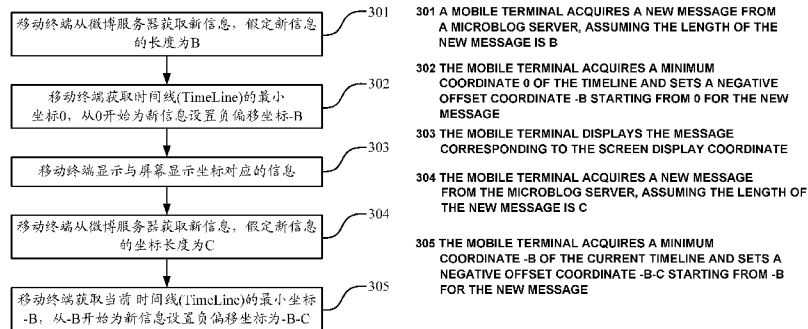 移动终端从微博服务器获取新信息，假定新信息
的长度为B
301
移动终端获取时间线(TimeLine)的最小
坐标0，从0开始为新信息设置负偏移坐标-B
302
移动终端显示与屏幕显示坐标对应的信息
303
移动终端从微博服务器获取新信息，假定新信息
的坐标长度为C
304
移动终端获取当前时间线(TimeLine)的最小坐标
-B，从-B开始为新信息设置负偏移坐标为-B-C
305
301 A MOBILE TERMINAL ACQUIRES A NEW MESSAGE FROM
A MICROBLOG SERVER, ASSUMING THE LENGTH OF THE
NEW MESSAGE IS B
302 THE MOBILE TERMINAL ACQUIRES A MINIMUM
COORDINATE 0 OF THE TIMELINE AND SETS A NEGATIVE
OFFSET COORDINATE -B STARTING FROM 0 FOR THE NEW
MESSAGE
303 THE MOBILE TERMINAL DISPLAYS THE MESSAGE
CORRESPONDING TO THE SCREEN DISPLAY COORDINATE
304 THE MOBILE TERMINAL ACQUIRES A NEW MESSAGE
FROM THE MICROBLOG SERVER, ASSUMING THE LENGTH OF
THE NEW MESSAGE IS C
305 THE MOBILE TERMINAL ACQUIRES A MINIMUM
COORDINATE -B OF THE CURRENT TIMELINE AND SETS A
NEGATIVE OFFSET COORDINATE -B-C STARTING FROM -B
FOR THE NEW MESSAGE